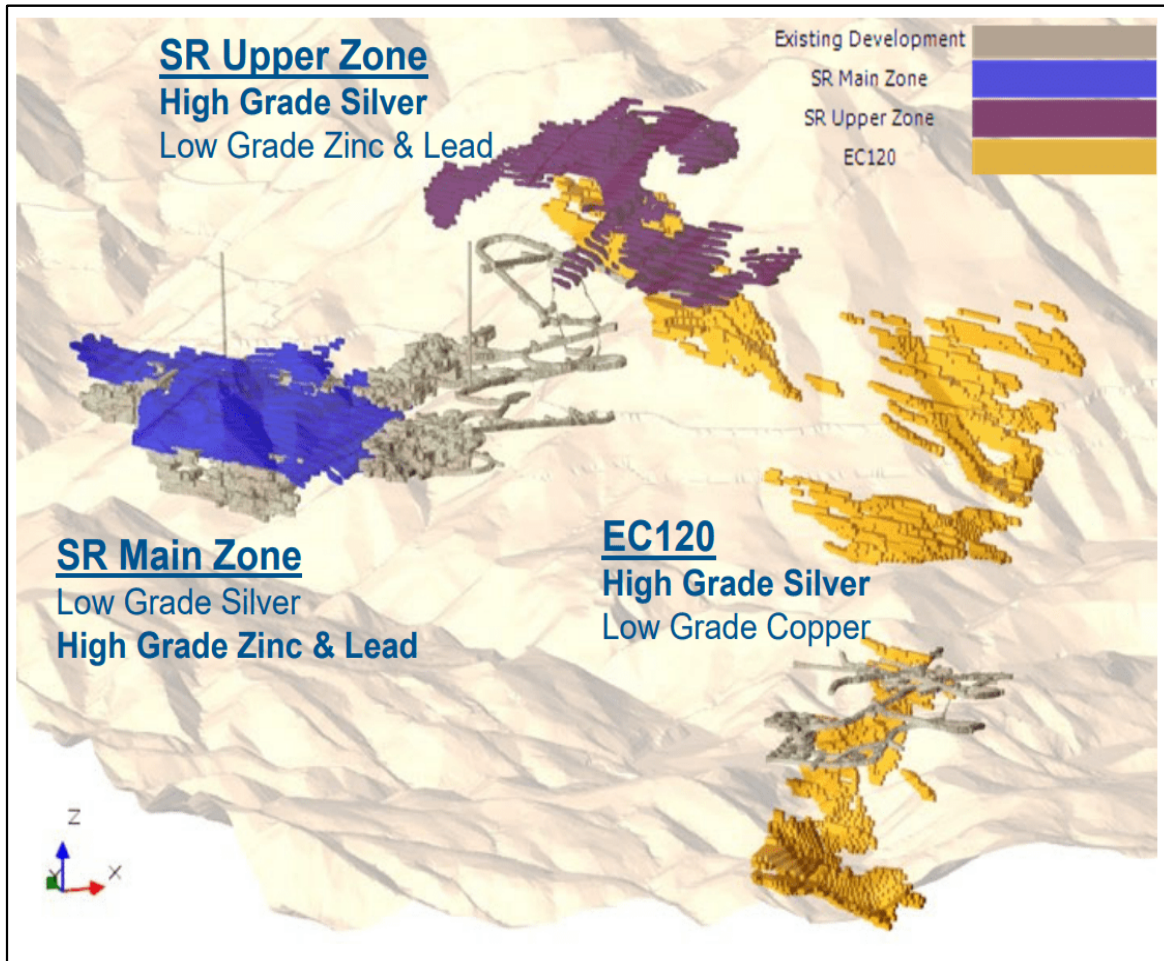 SR Upper Zone
High Grade Silver
Low Grade Zinc & Lead
Existing Development
SR Main Zone
SR Upper Zone
EC120
SR Main Zone
Low Grade Silver
High Grade Zinc & Lead
EC120
High Grade Silver
Low Grade Copper
Z
Y
X